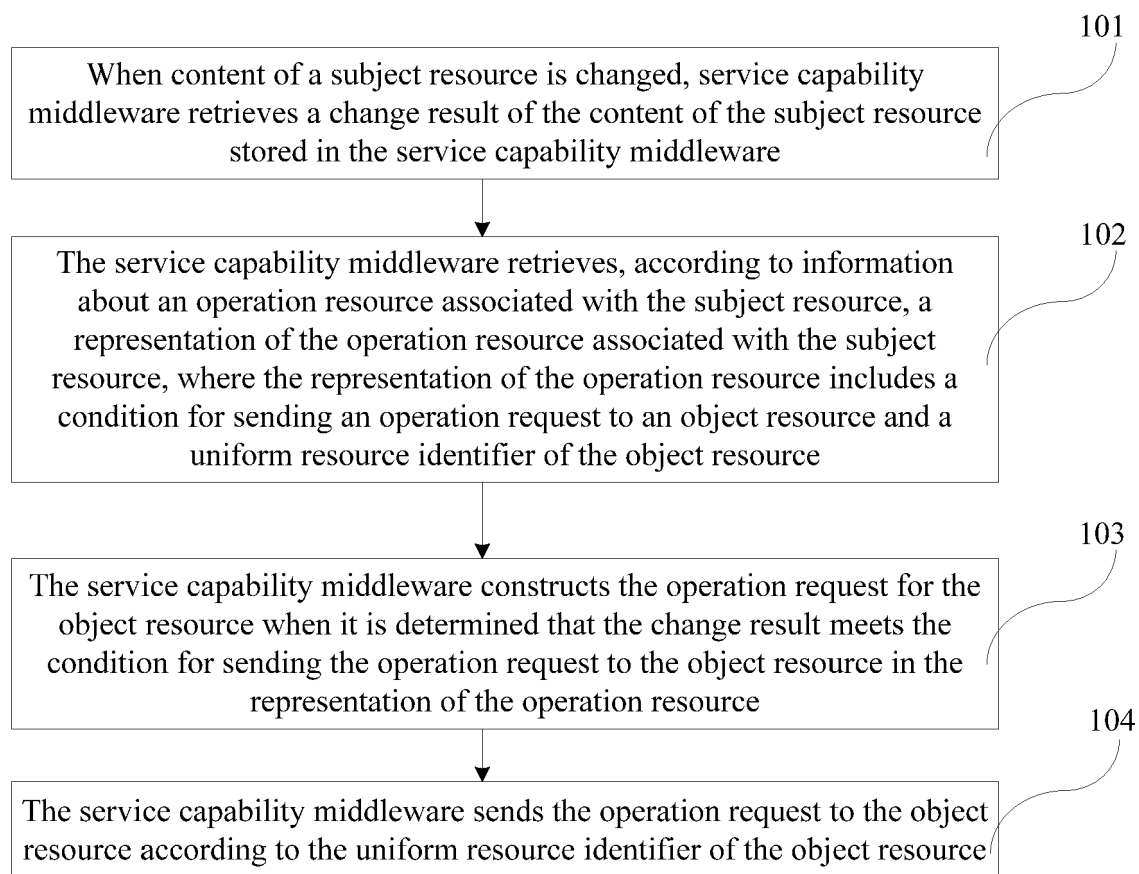 101
When content of a subject resource is changed, service capability
middleware retrieves a change result of the content of the subject resource
stored in the service capability middleware
102
The service capability middleware retrieves, according to information
about an operation resource associated with the subject resource, a
representation of the operation resource associated with the subject
resource, where the representation of the operation resource includes a
condition for sending an operation request to an object resource and a
uniform resource identifier of the object resource
103
The service capability middleware constructs the operation request for the
object resource when it is determined that the change result meets the
condition for sending the operation request to the object resource in the
representation of the operation resource
104
The service capability middleware sends the operation request to the object
resource according to the uniform resource identifier of the object resource